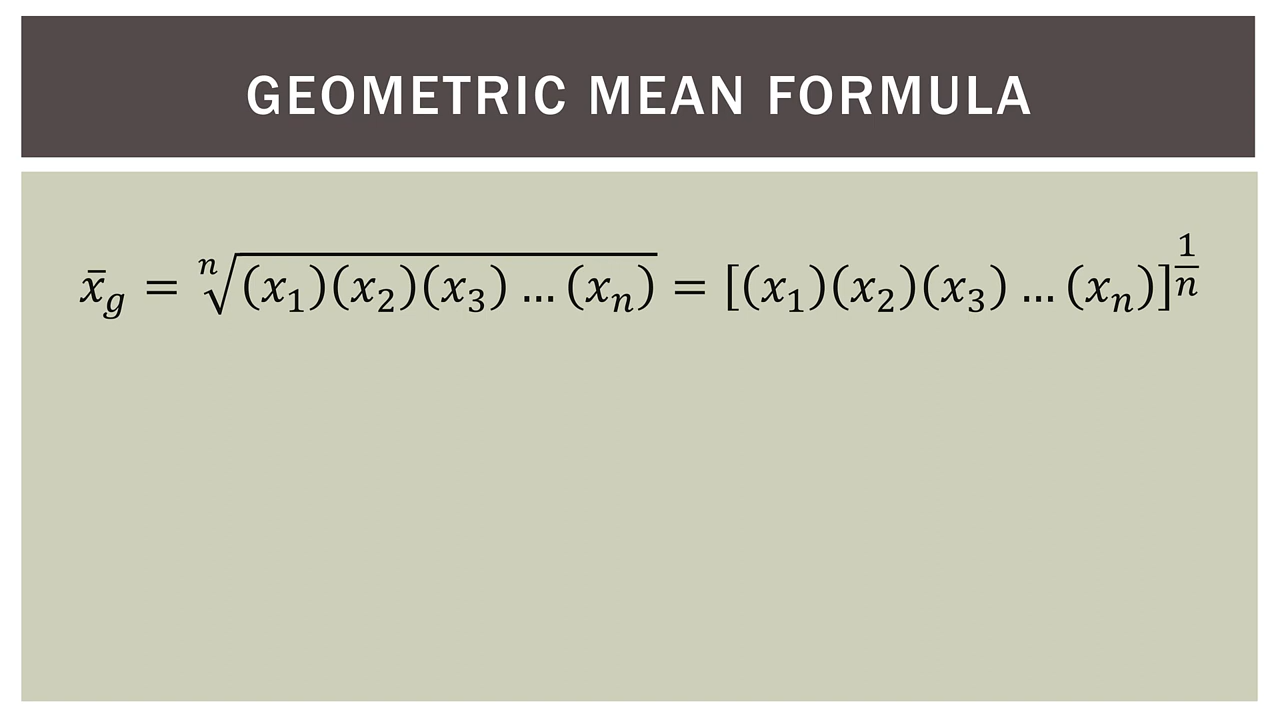 GEOMETRIC MEAN FORMULA
x̄_g = ⁿ√((x₁)(x₂)(x₃) … (xₙ)) = [(x₁)(x₂)(x₃) … (xₙ)]^(1/n)